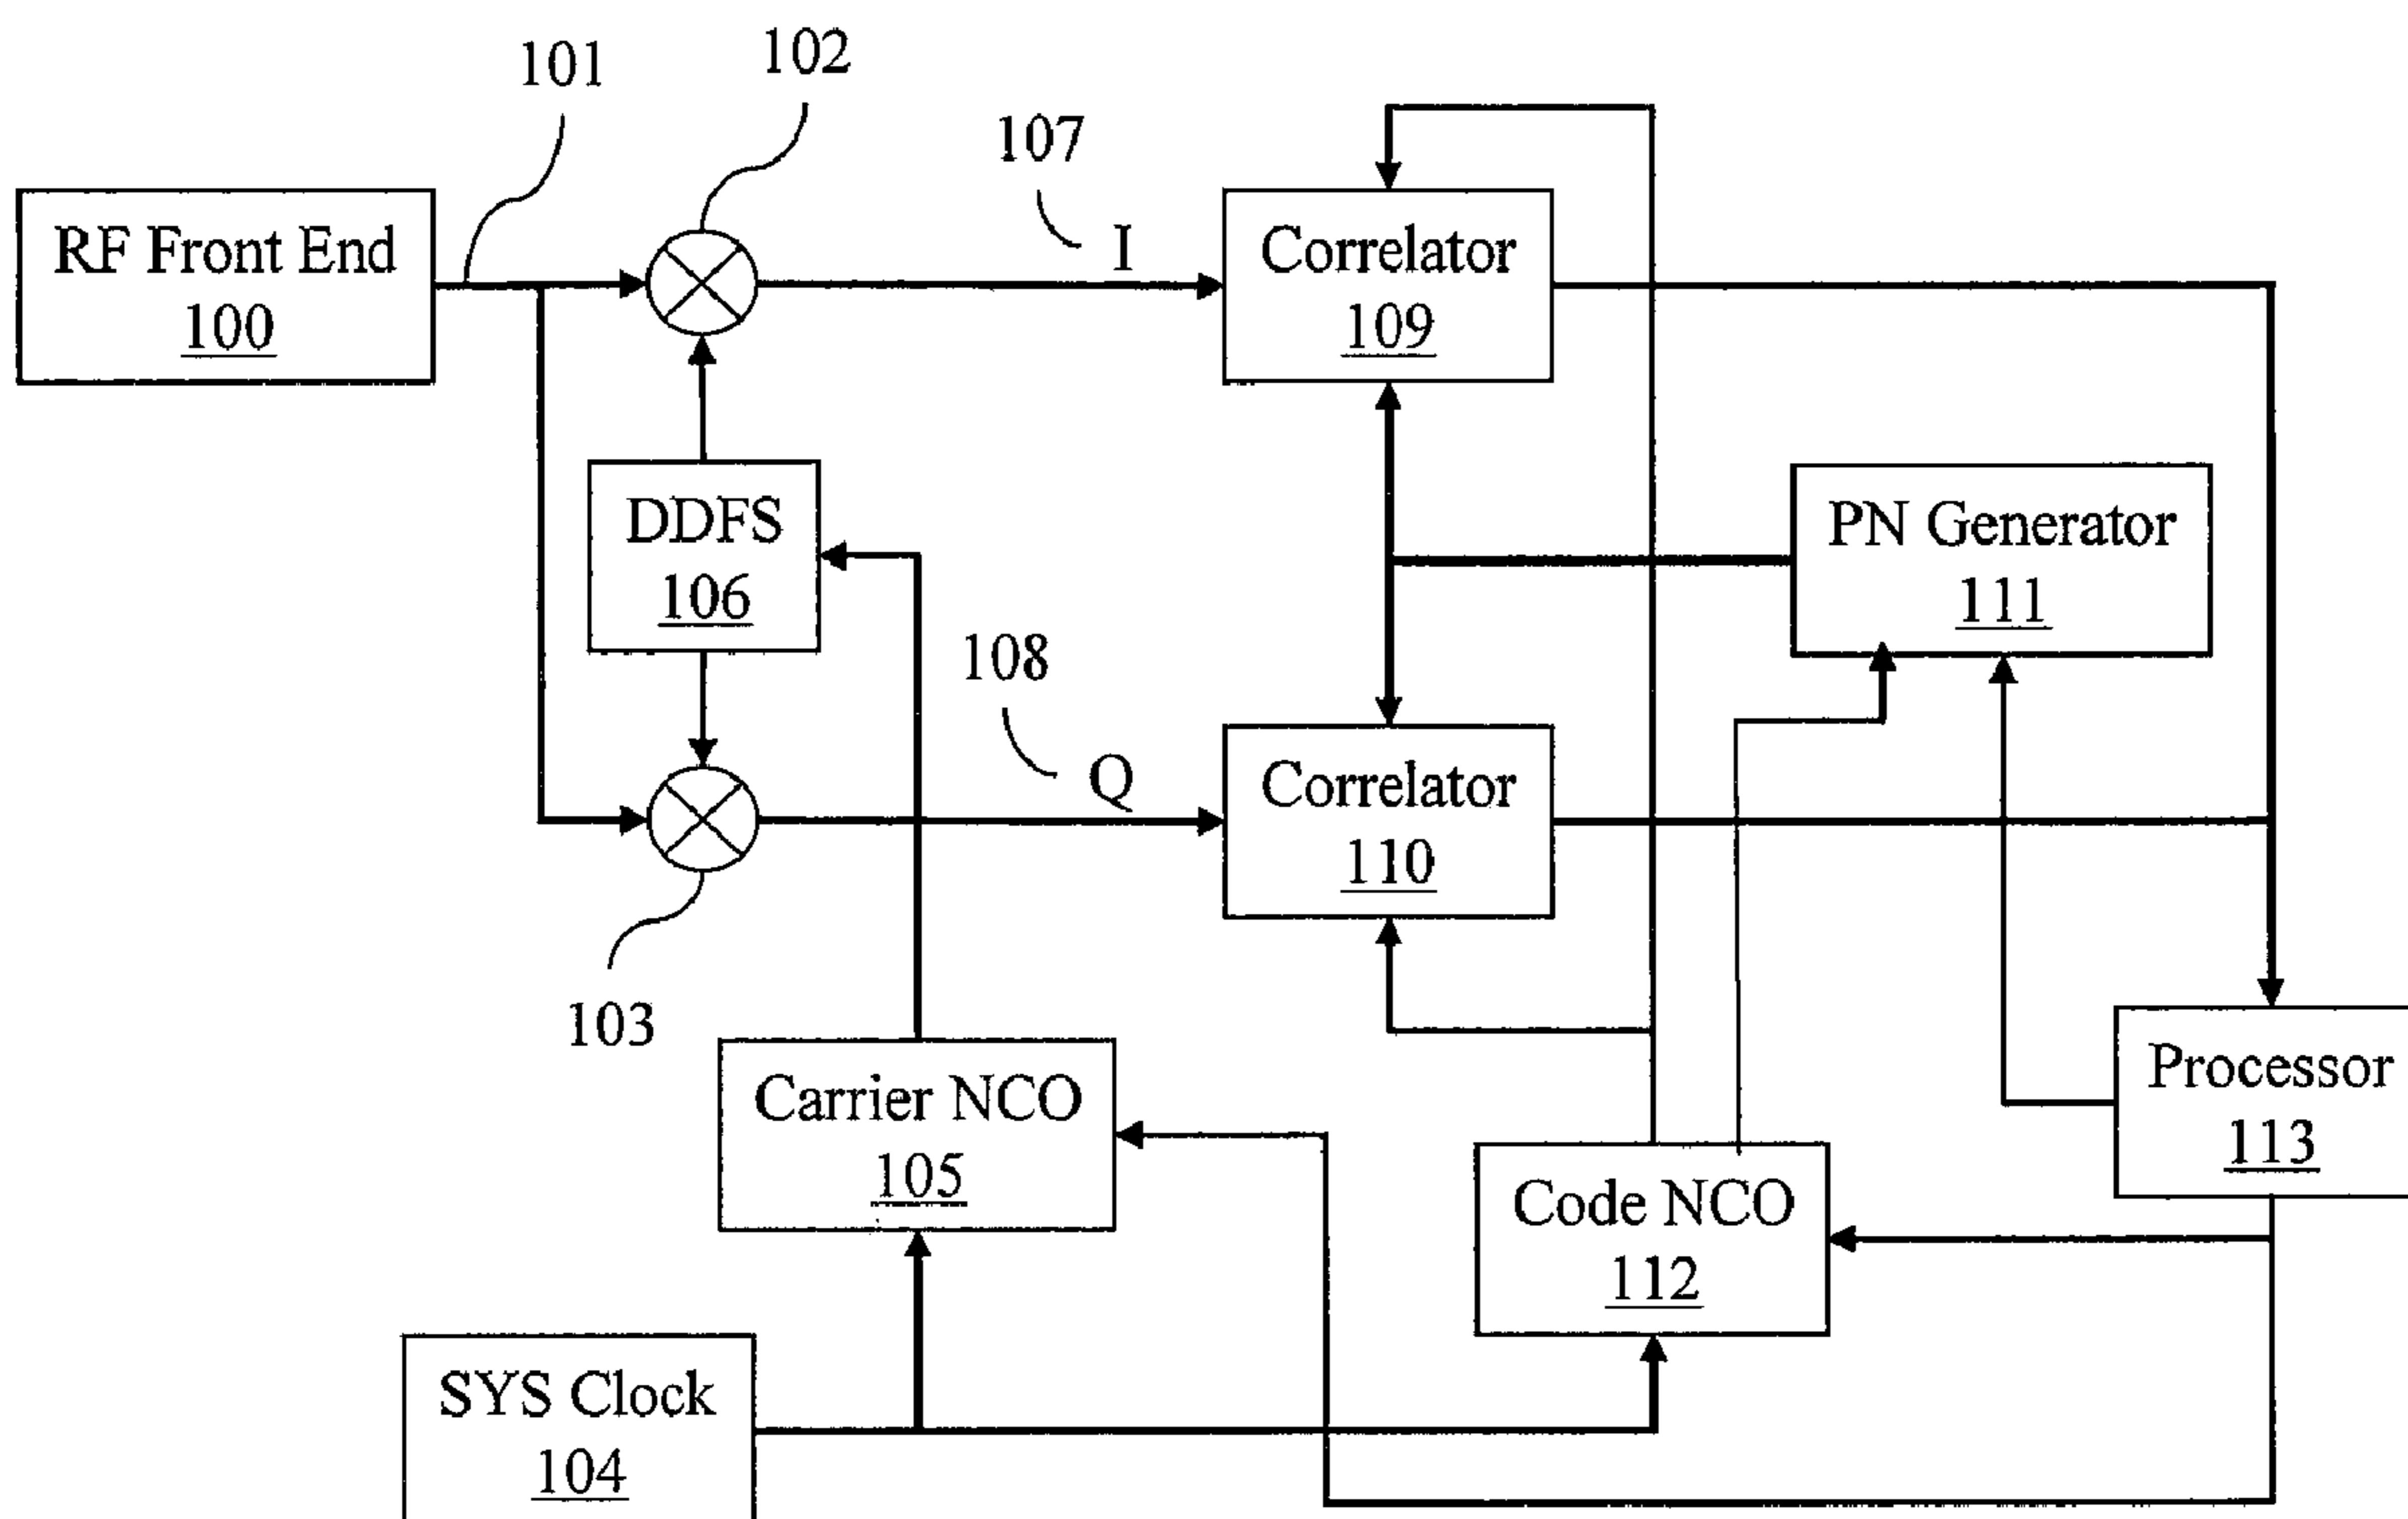 101
102
107
I
RF Front End
100
Correlator
109
DDFS
106
PN Generator
111
108
Q
Correlator
110
103
Carrier NCO
105
Code NCO
112
Processor
113
SYS Clock
104